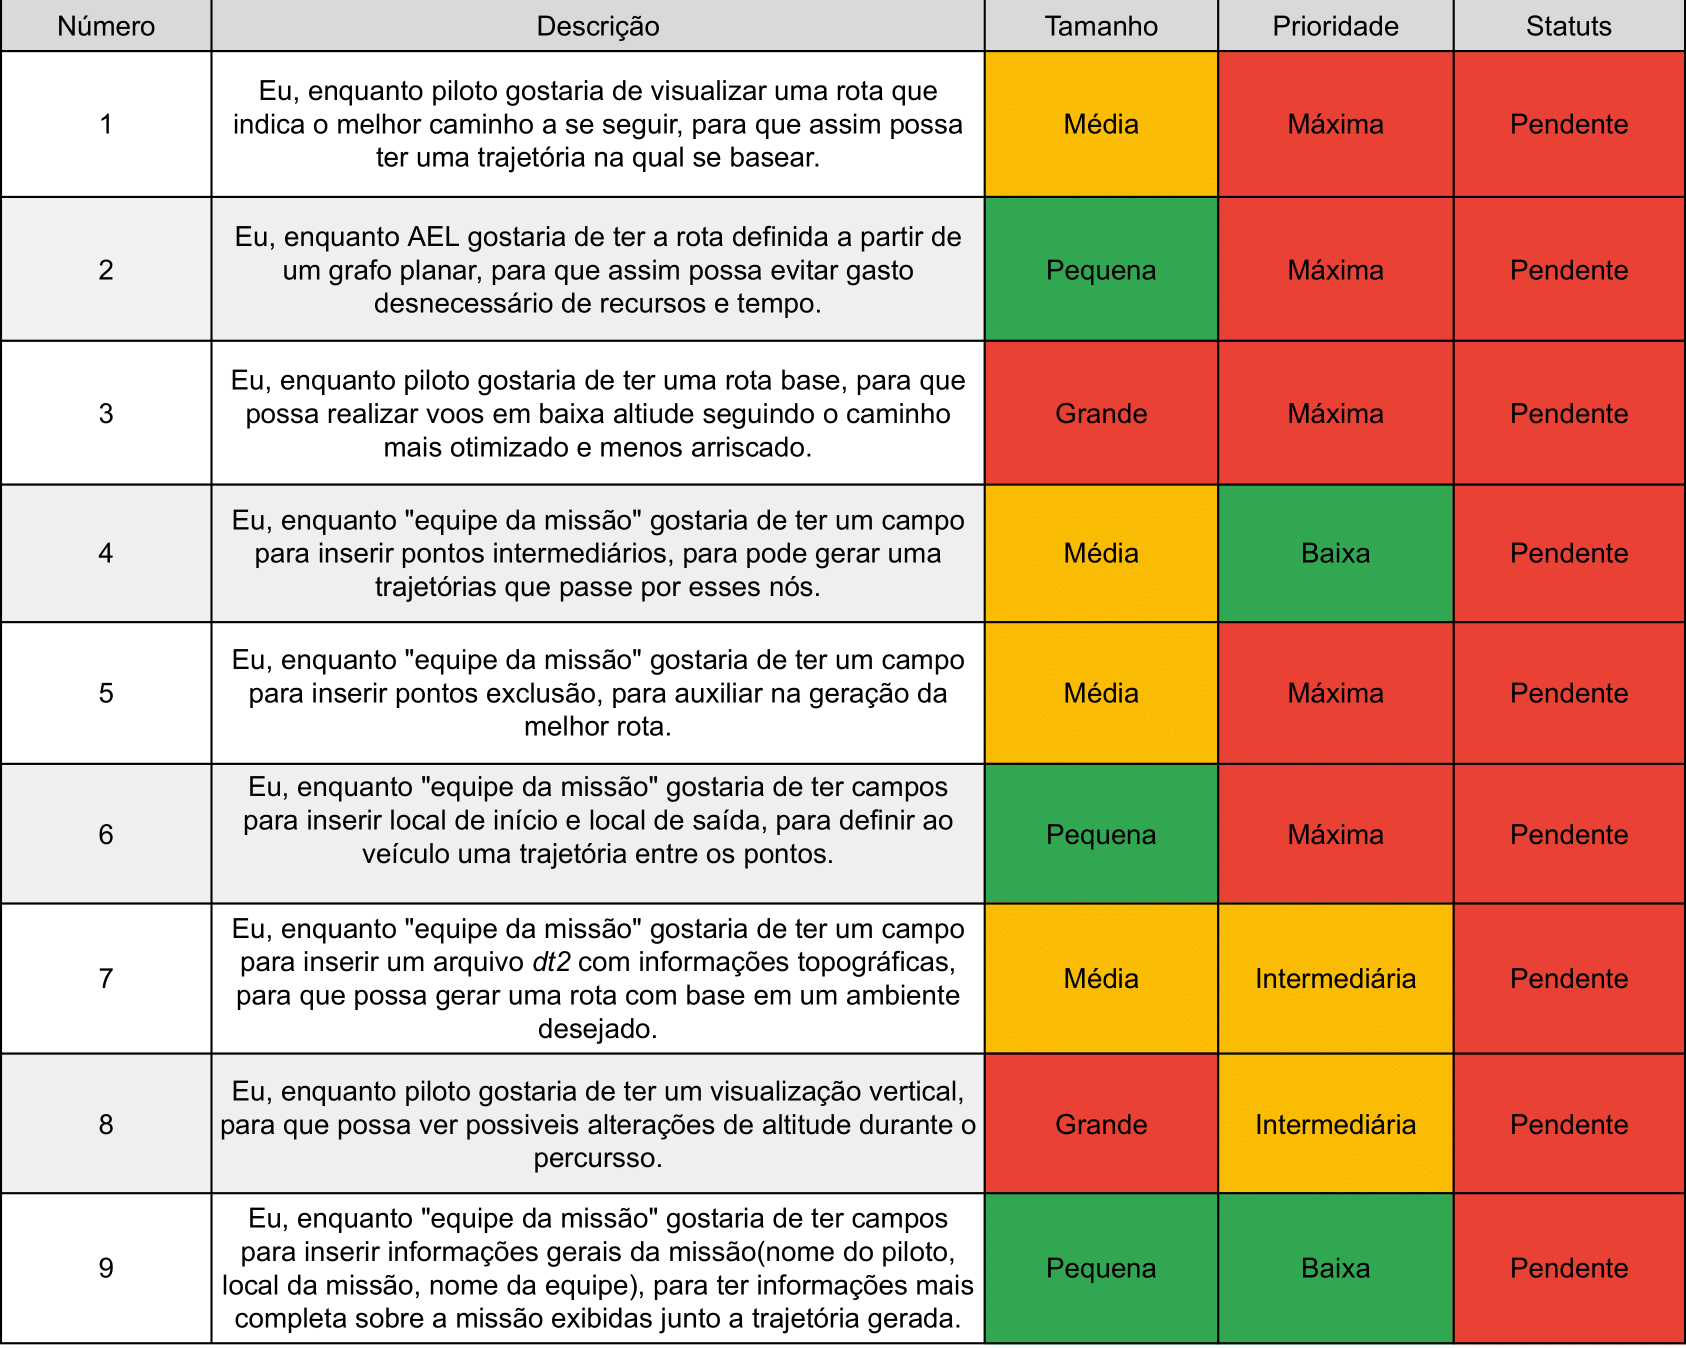 Número Descrição Tamanho Prioridade Statuts
Eu, enquanto piloto gostaria de visualizar uma rota que
1 indica o melhor caminho a se seguir, para que assim possa Média Máxima Pendente
ter uma trajetória na qual se basear.
Eu, enquanto AEL gostaria de ter a rota definida a partir de
2 um grafo planar, para que assim possa evitar gasto Pequena Máxima Pendente
desnecessário de recursos e tempo.
Eu, enquanto piloto gostaria de ter uma rota base, para que
3 possa realizar voos em baixa altiude seguindo o caminho Grande Máxima Pendente
mais otimizado e menos arriscado.
Eu, enquanto "equipe da missão" gostaria de ter um campo
4 para inserir pontos intermediários, para pode gerar uma Média Baixa Pendente
trajetórias que passe por esses nós.
Eu, enquanto "equipe da missão" gostaria de ter um campo
5 para inserir pontos exclusão, para auxiliar na geração da Média Máxima Pendente
melhor rota.
Eu, enquanto "equipe da missão" gostaria de ter campos
6 para inserir local de início e local de saída, para definir ao Pequena Máxima Pendente
veículo uma trajetória entre os pontos.
Eu, enquanto "equipe da missão" gostaria de ter um campo
para inserir um arquivo dt2 com informações topográficas,
7 para que possa gerar uma rota com base em um ambiente Média Intermediária Pendente
desejado.
Eu, enquanto piloto gostaria de ter um visualização vertical,
8 para que possa ver possiveis alterações de altitude durante o Grande Intermediária Pendente
percursso.
Eu, enquanto "equipe da missão" gostaria de ter campos
para inserir informações gerais da missão(nome do piloto,
9 local da missão, nome da equipe), para ter informações mais Pequena Baixa Pendente
completa sobre a missão exibidas junto a trajetória gerada.